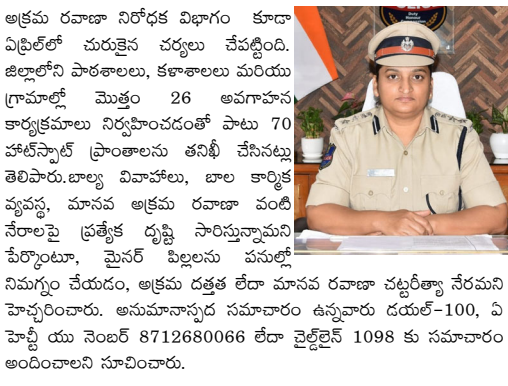 అక్రమ రవాణా నిరోధక విభాగం కూడా
ఏప్రిల్‌లో చురుకైన చర్యలు చేపట్టింది.
జిల్లాలోని పాఠశాలలు, కళాశాలలు మరియు
గ్రామాల్లో మొత్తం 26 అవగాహన
కార్యక్రమాలు నిర్వహించడంతో పాటు 70
హాట్‌స్పాట్ ప్రాంతాలను తనిఖీ చేసినట్లు
తెలిపారు.బాల్య వివాహాలు, బాల కార్మిక
వ్యవస్థ, మానవ అక్రమ రవాణా వంటి
నేరాలపై ప్రత్యేక దృష్టి సారిస్తున్నామని
పేర్కొంటూ, మైనర్ పిల్లలను పనుల్లో
నిమగ్నం చేయడం, అక్రమ దత్తత లేదా మానవ రవాణా చట్టరీత్యా నేరమని
హెచ్చరించారు. అనుమానాస్పద సమాచారం ఉన్నవారు డయల్-100, ఏ
హెచ్టీ యు నెంబర్ 8712680066 లేదా చైల్డ్‌లైన్ 1098 కు సమాచారం
అందించాలని సూచించారు.